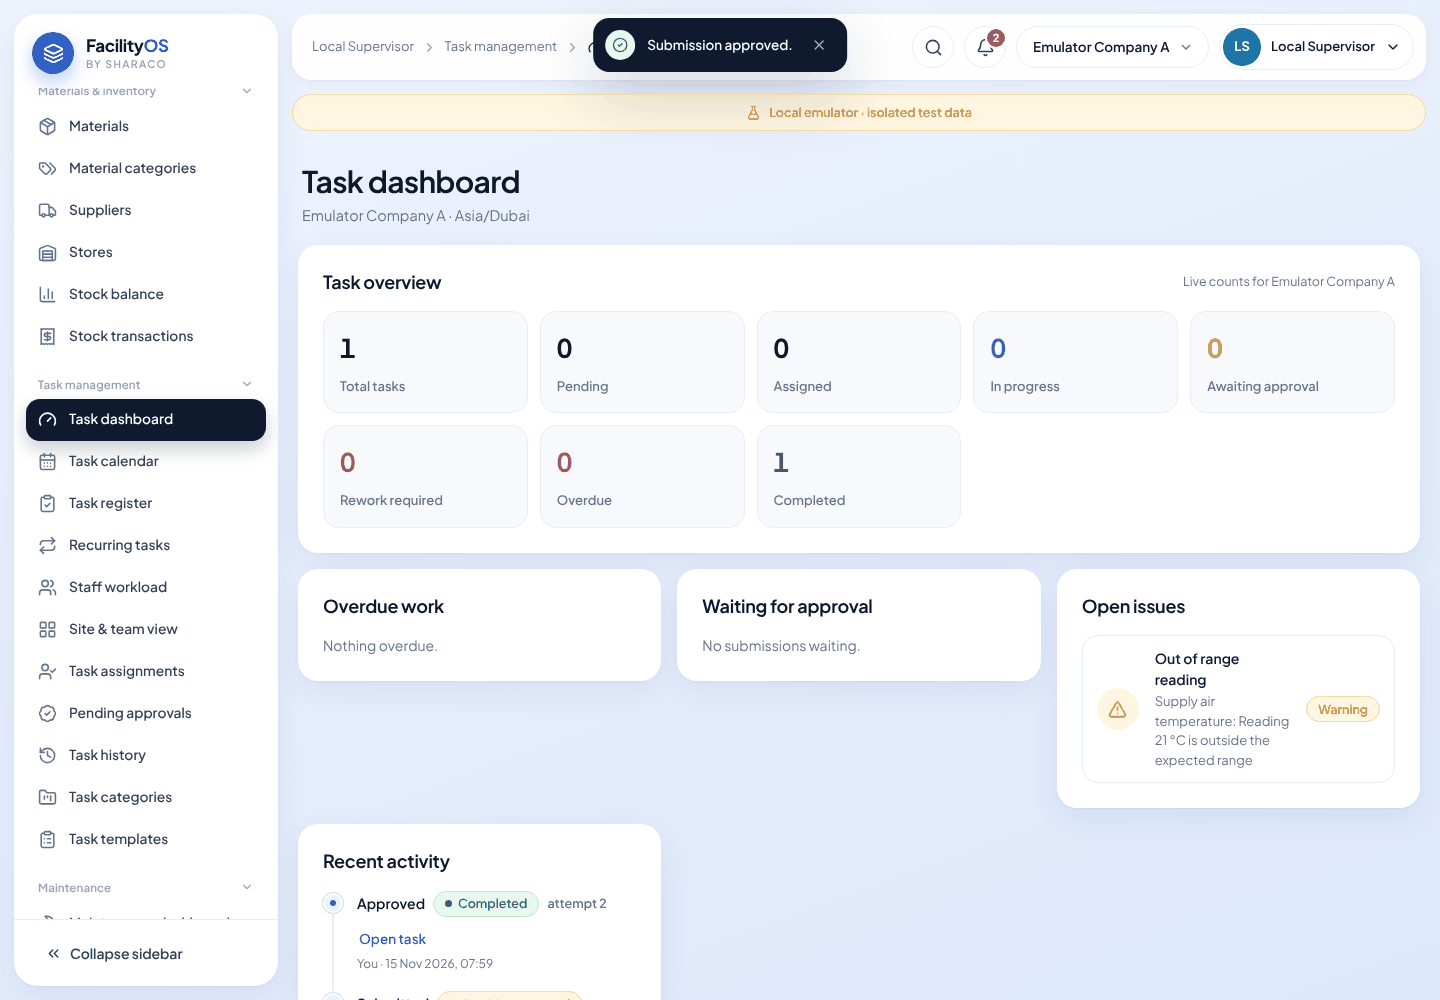 FacilityOS
BY SHARACO
Materials & Inventory
Materials
Material categories
Suppliers
Stores
Stock balance
Stock transactions
Task management
Task dashboard
Task calendar
Task register
Recurring tasks
Staff workload
Site & team view
Task assignments
Pending approvals
Task history
Task categories
Task templates
Maintenance
Collapse sidebar
Local Supervisor
Task management
Submission approved.
2
Emulator Company A
LS
Local Supervisor
Local emulator · isolated test data
Task dashboard
Emulator Company A · Asia/Dubai
Task overview
Live counts for Emulator Company A
1
Total tasks
0
Pending
0
Assigned
0
In progress
0
Awaiting approval
0
Rework required
0
Overdue
1
Completed
Overdue work
Nothing overdue.
Waiting for approval
No submissions waiting.
Open issues
Out of range
reading
Supply air
temperature: Reading
21 °C is outside the
expected range
Warning
Recent activity
Approved Completed attempt 2
Open task
You · 15 Nov 2026, 07:59